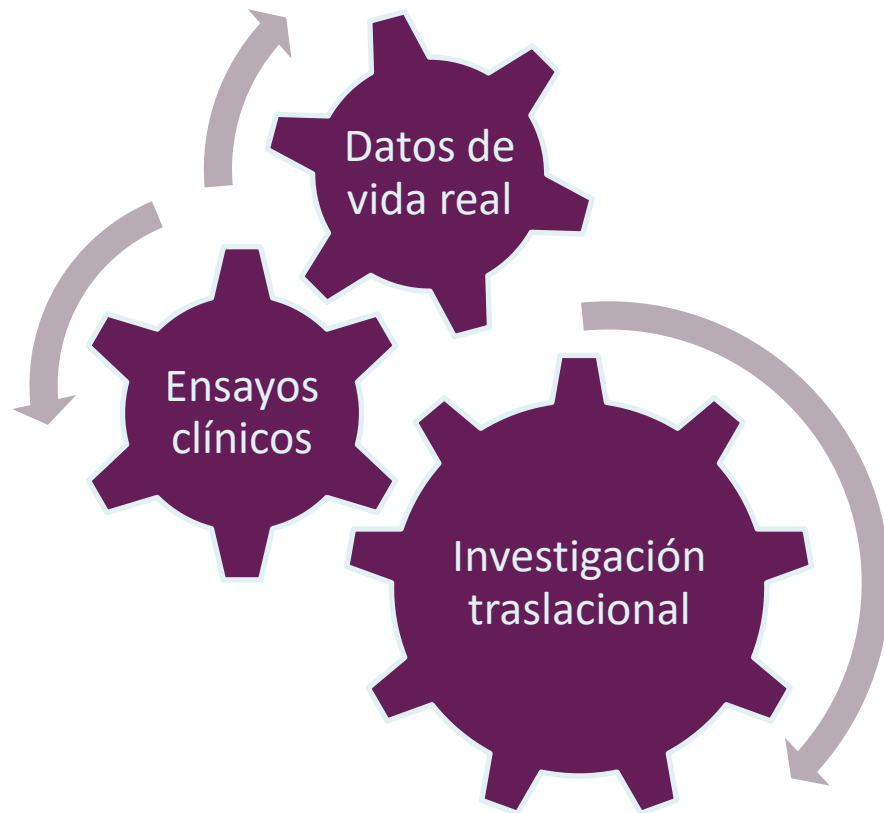 Datos de
vida real
Ensayos
clínicos
Investigación
traslacional